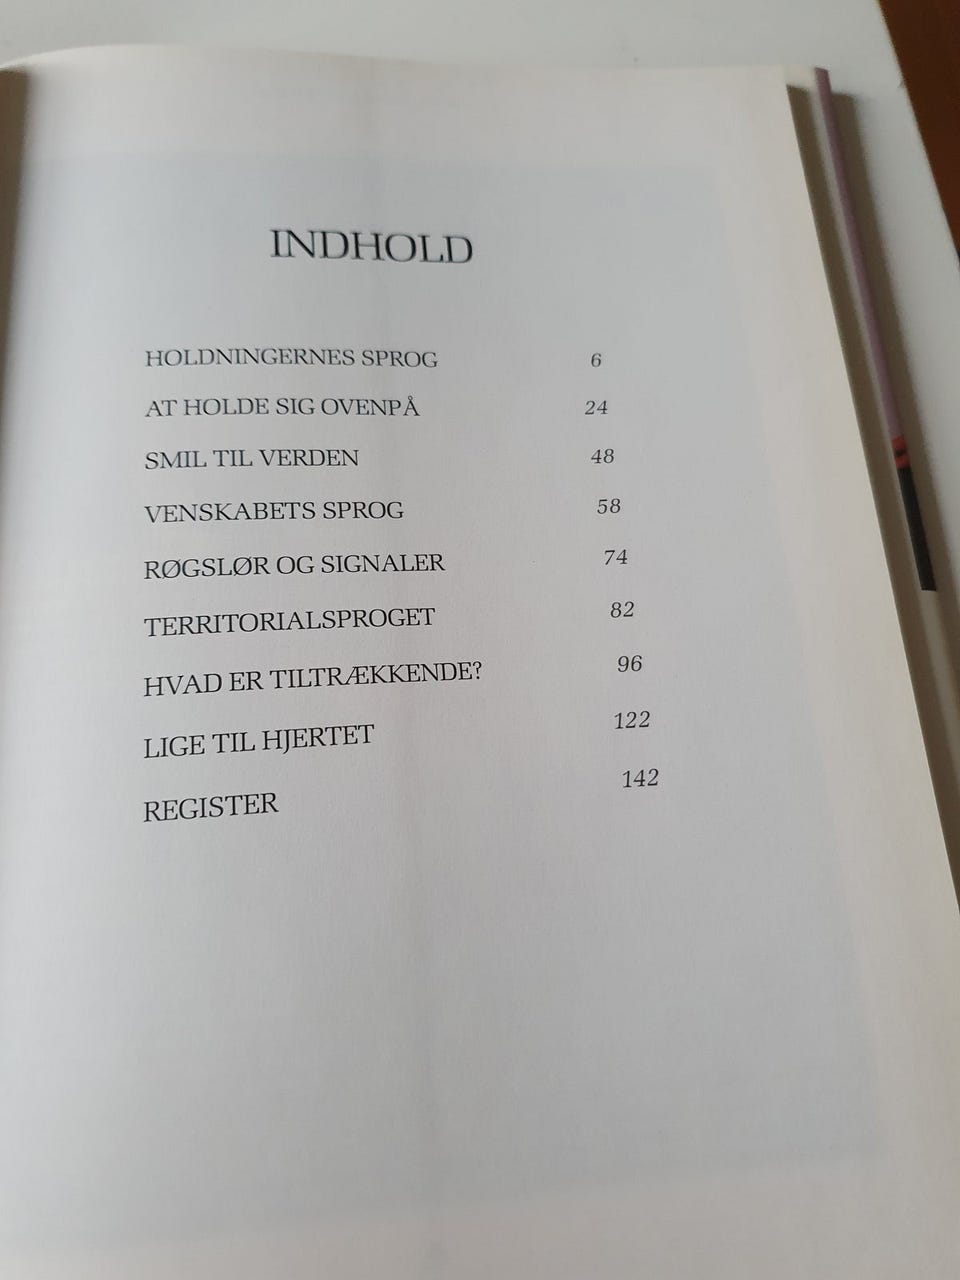 INDHOLD
HOLDNINGERNES SPROG 6
AT HOLDE SIG OVENPÅ 24
SMIL TIL VERDEN 48
VENSKABETS SPROG 58
RØGSLØR OG SIGNALER 74
TERRITORIALSPROGET 82
HVAD ER TILTRÆKKENDE? 96
LIGE TIL HJERTET 122
REGISTER 142